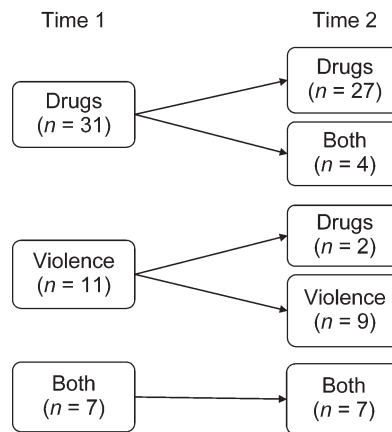 Time 1
Time 2
Drugs
(n = 31)
Drugs
(n = 27)
Both
(n = 4)
Violence
(n = 11)
Drugs
(n = 2)
Violence
(n = 9)
Both
(n = 7)
Both
(n = 7)